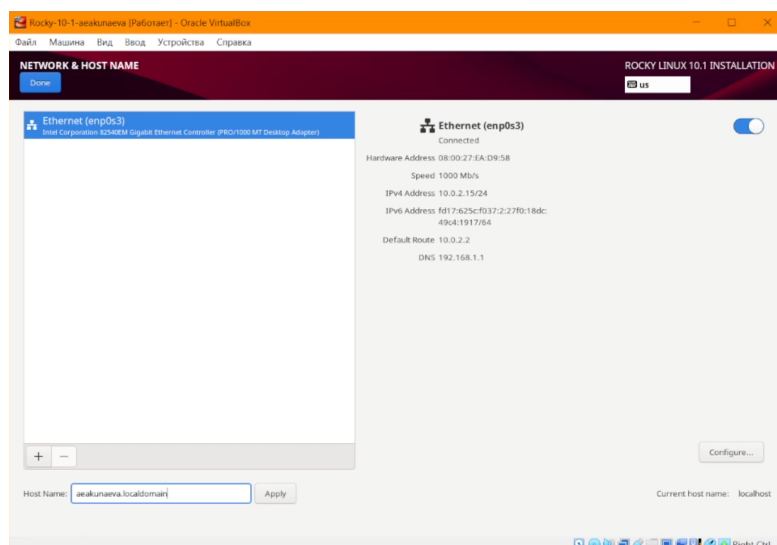 Rocky-10-1-aeakunaeva [Работает] - Oracle VirtualBox
Файл Машина Вид Ввод Устройства Справка
NETWORK & HOST NAME
ROCKY LINUX 10.1 INSTALLATION
Done
us
Ethernet (enp0s3)
Intel Corporation 82540EM Gigabit Ethernet Controller (PRO/1000 MT Desktop Adapter)
Ethernet (enp0s3)
Connected
Hardware Address 08:00:27:EA:D9:58
Speed 1000 Mb/s
IPv4 Address 10.0.2.15/24
IPv6 Address fd17:625c:f037:2:27f0:18dc:
49c4:1917/64
Default Route 10.0.2.2
DNS 192.168.1.1
+ −
Configure...
Host Name: aeakunaeva.localdomain Apply
Current host name: localhost
Right Ctrl